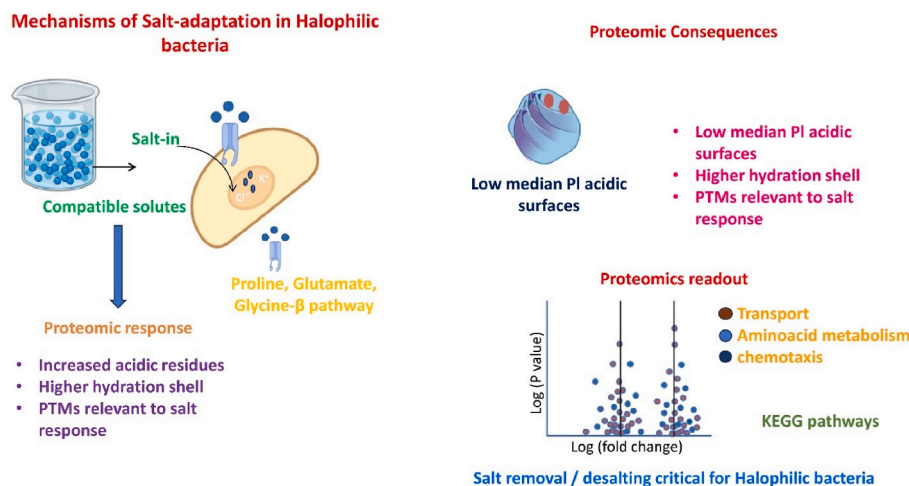 Mechanisms of Salt-adaptation in Halophilic
bacteria
Salt-in
Compatible solutes
Proline, Glutamate,
Glycine-β pathway
Proteomic response
• Increased acidic residues
• Higher hydration shell
• PTMs relevant to salt
response
Proteomic Consequences
Low median Pl acidic
surfaces
• Low median Pl acidic
surfaces
• Higher hydration shell
• PTMs relevant to salt
response
Proteomics readout
Log (P value)
Log (fold change)
Transport
Aminoacid metabolism
chemotaxis
KEGG pathways
Salt removal / desalting critical for Halophilic bacteria